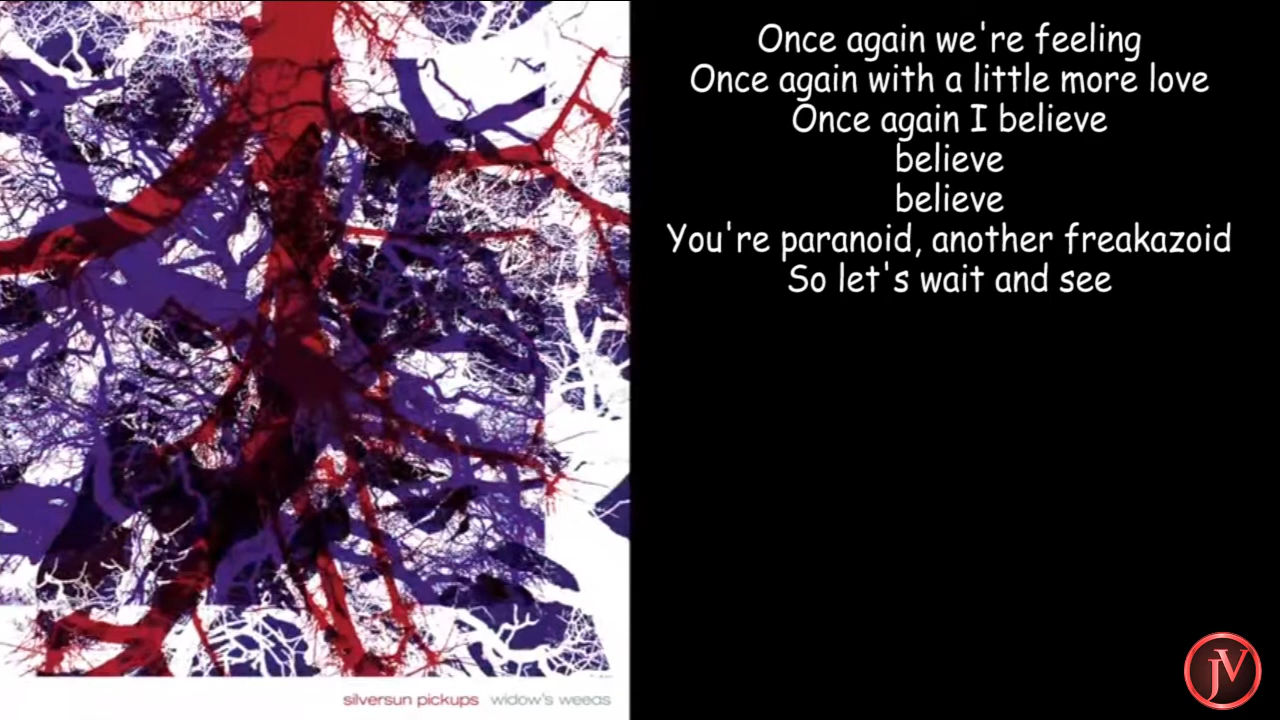 Once again we're feeling
Once again with a little more love
Once again I believe
believe
believe
You're paranoid, another freakazoid
So let's wait and see
silversun pickups widow's weeds
JV